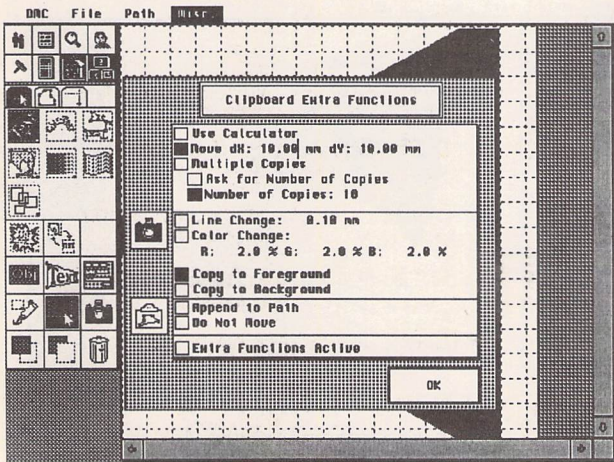 DMC File Path Misc.
Clipboard Extra Functions
Use Calculator
Move dX: 10.00 mm dY: 10.00 mm
Multiple Copies
Ask for Number of Copies
Number of Copies: 10
Line Change: 0.10 mm
Color Change:
R: 2.0 % G: 2.0 % B: 2.0 %
Copy to Foreground
Copy to Background
Append to Path
Do Not Move
Extra Functions Active
OK
Text